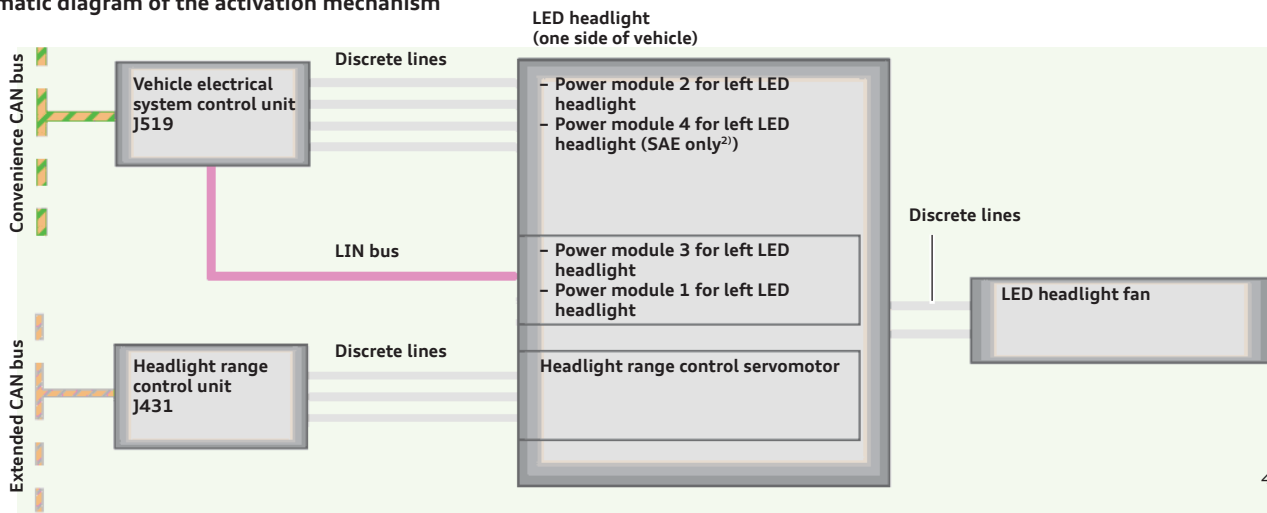 matic diagram of the activation mechanism
LED headlight
(one side of vehicle)
Convenience CAN bus
Vehicle electrical
system control unit
J519
Discrete lines
– Power module 2 for left LED
headlight
– Power module 4 for left LED
headlight (SAE only²⁾)
LIN bus
– Power module 3 for left LED
headlight
– Power module 1 for left LED
headlight
Discrete lines
LED headlight fan
Extended CAN bus
Headlight range
control unit
J431
Discrete lines
Headlight range control servomotor